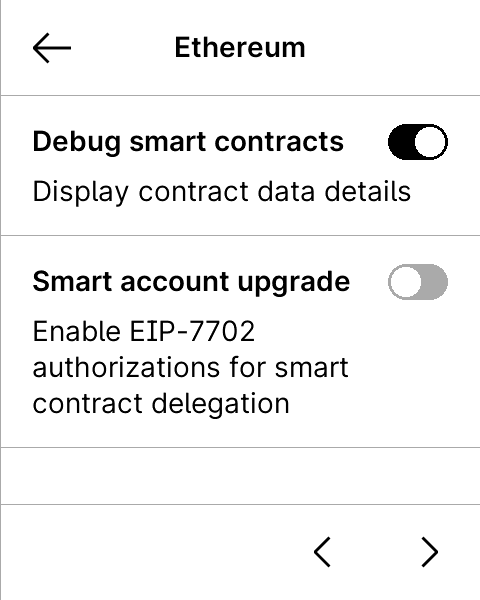 Ethereum
Debug smart contracts
Display contract data details
Smart account upgrade
Enable EIP-7702
authorizations for smart
contract delegation